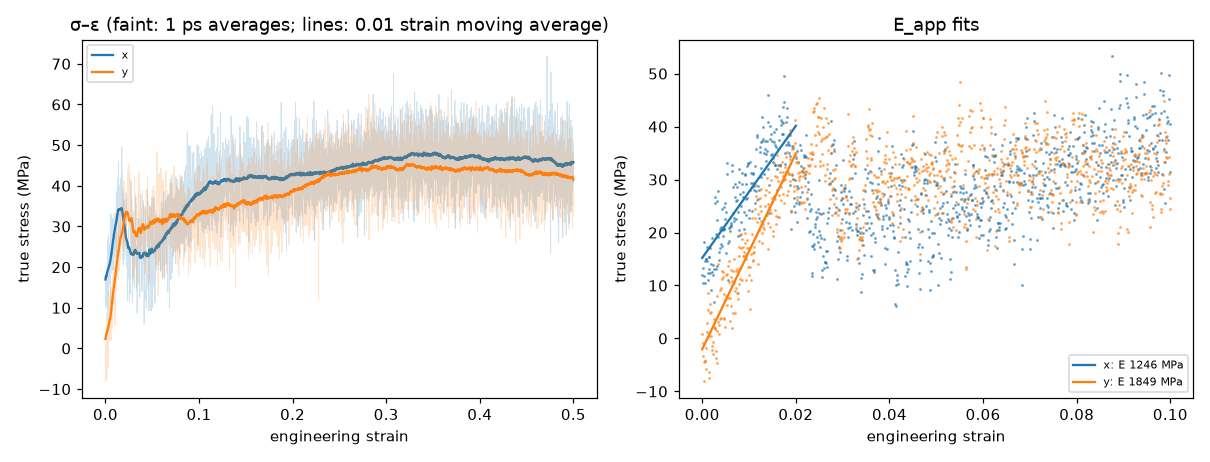 σ–ε (faint: 1 ps averages; lines: 0.01 strain moving average)
x
y
true stress (MPa)
70
60
50
40
30
20
10
0
−10
0.0
0.1
0.2
0.3
0.4
0.5
engineering strain
E_app fits
true stress (MPa)
50
40
30
20
10
0
−10
x: E 1246 MPa
y: E 1849 MPa
0.00
0.02
0.04
0.06
0.08
0.10
engineering strain